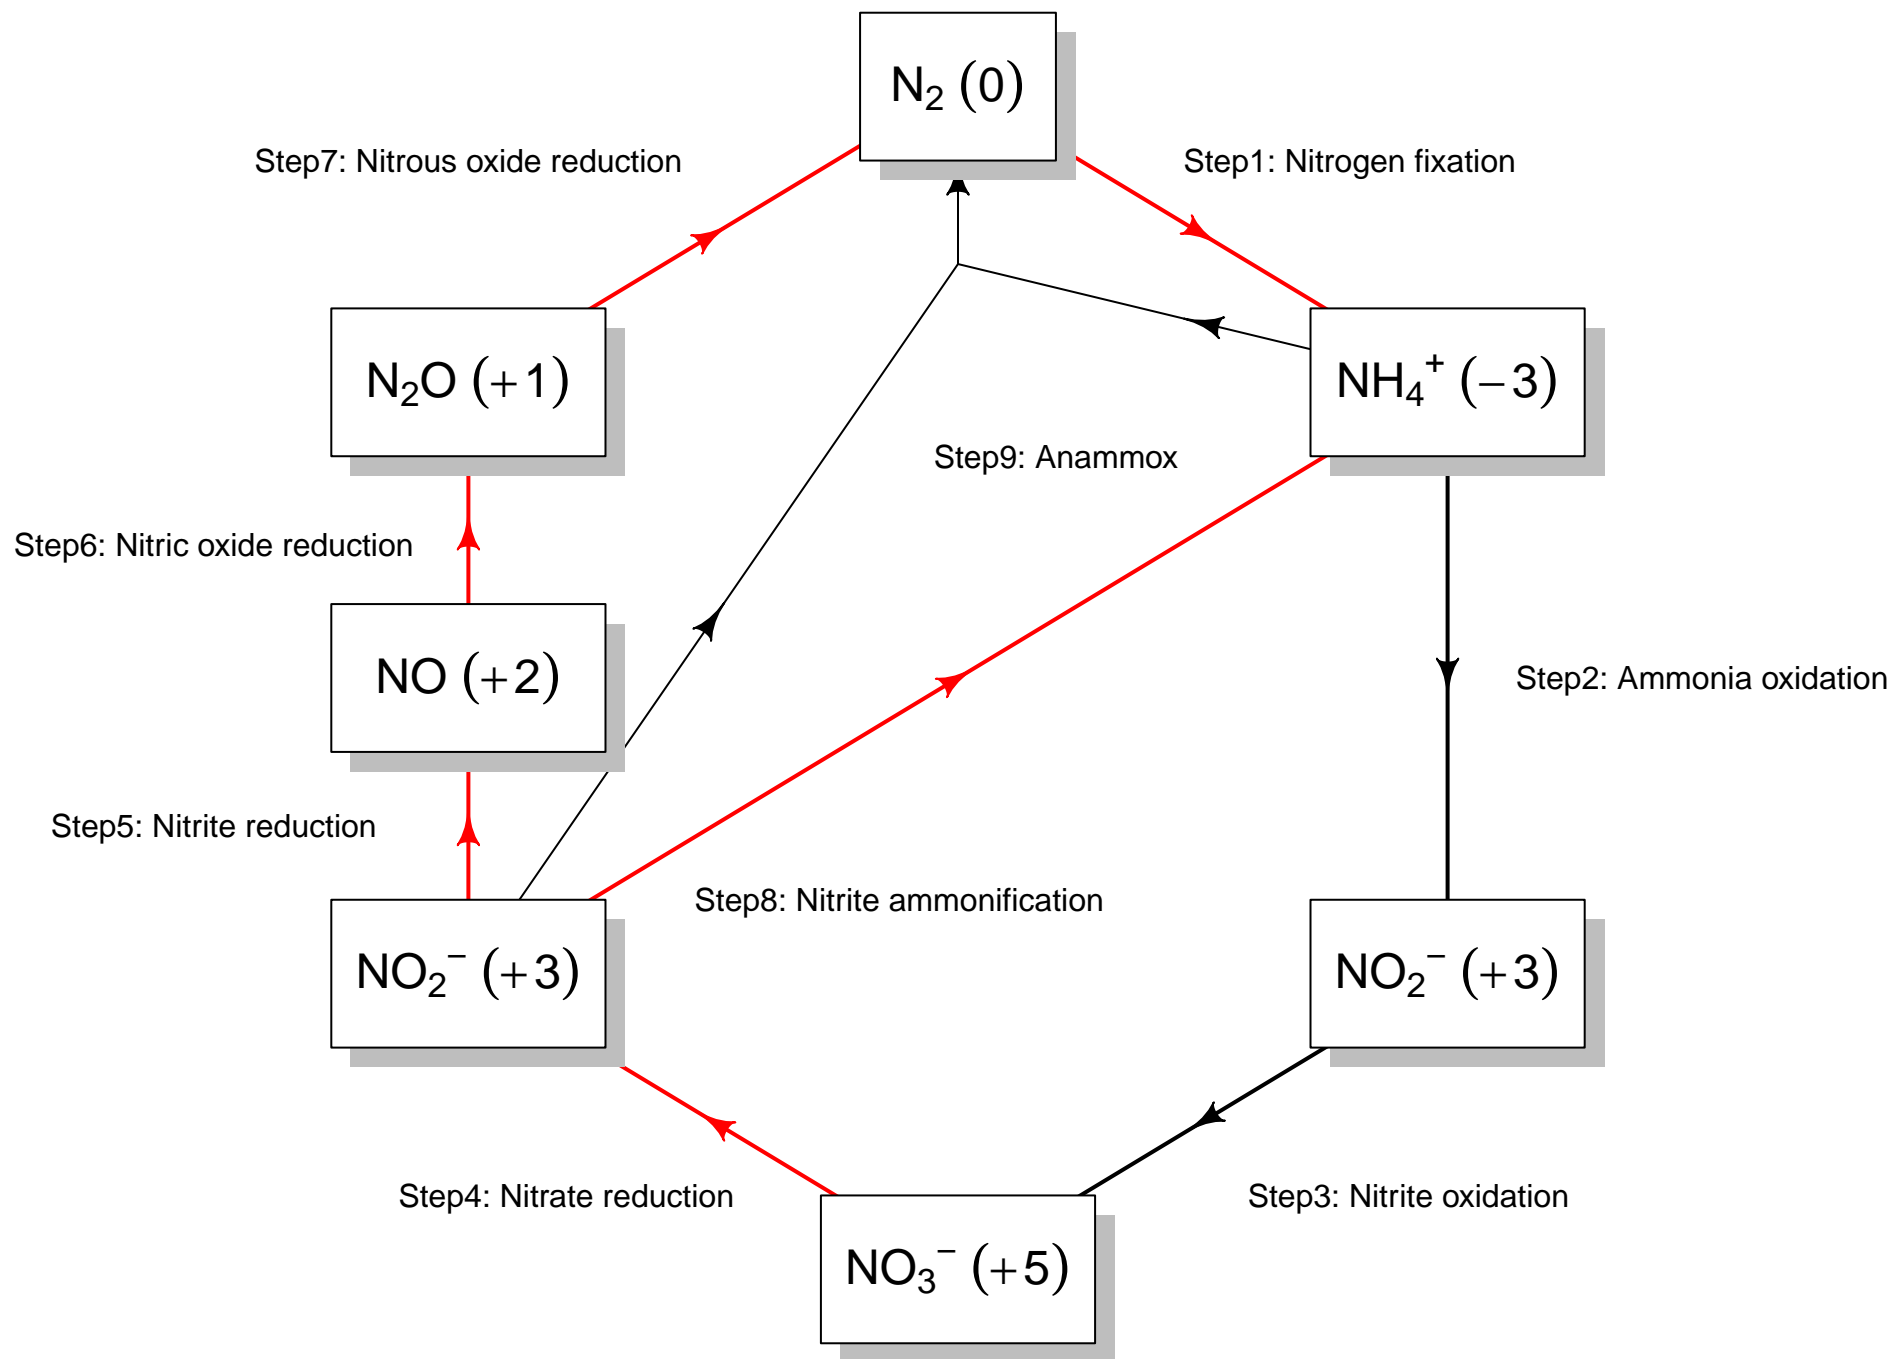 N₂ (0)
Step7: Nitrous oxide reduction
Step1: Nitrogen fixation
N₂O (+1)
NH₄⁺ (−3)
Step9: Anammox
Step6: Nitric oxide reduction
NO (+2)
Step2: Ammonia oxidation
Step5: Nitrite reduction
Step8: Nitrite ammonification
NO₂⁻ (+3)
NO₂⁻ (+3)
Step4: Nitrate reduction
Step3: Nitrite oxidation
NO₃⁻ (+5)